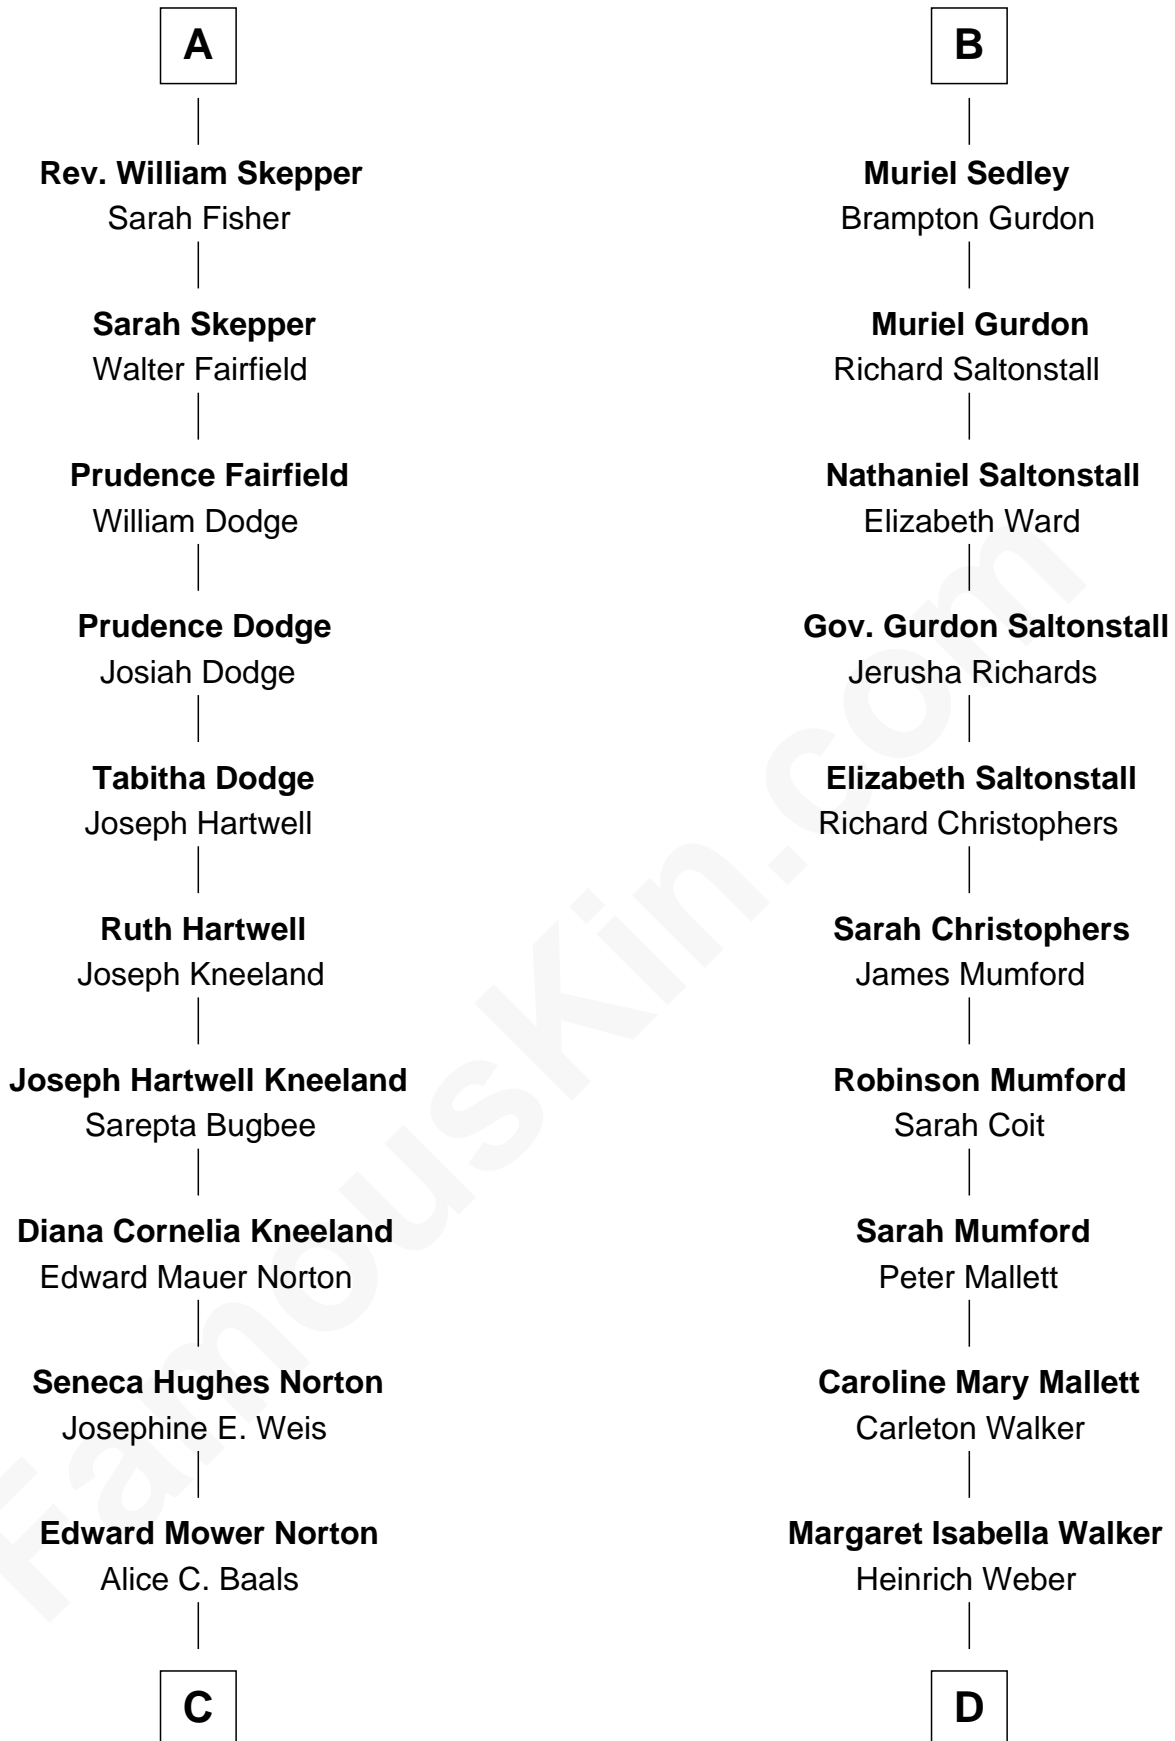 A
Rev. William Skepper
Sarah Fisher
Sarah Skepper
Walter Fairfield
Prudence Fairfield
William Dodge
Prudence Dodge
Josiah Dodge
Tabitha Dodge
Joseph Hartwell
Ruth Hartwell
Joseph Kneeland
Joseph Hartwell Kneeland
Sarepta Bugbee
Diana Cornelia Kneeland
Edward Mauer Norton
Seneca Hughes Norton
Josephine E. Weis
Edward Mower Norton
Alice C. Baals
C
B
Muriel Sedley
Brampton Gurdon
Muriel Gurdon
Richard Saltonstall
Nathaniel Saltonstall
Elizabeth Ward
Gov. Gurdon Saltonstall
Jerusha Richards
Elizabeth Saltonstall
Richard Christophers
Sarah Christophers
James Mumford
Robinson Mumford
Sarah Coit
Sarah Mumford
Peter Mallett
Caroline Mary Mallett
Carleton Walker
Margaret Isabella Walker
Heinrich Weber
D
FamousKin.com